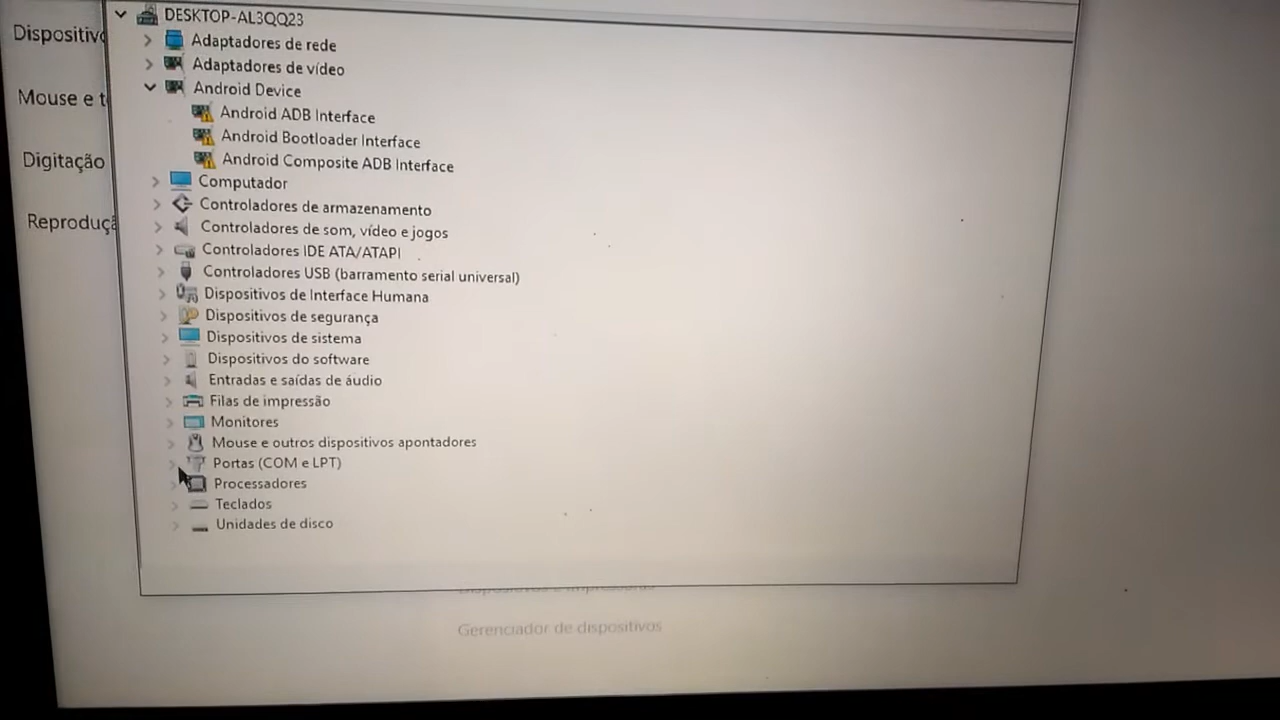 DESKTOP-AL3QQ23
Dispositivo
Adaptadores de rede
Adaptadores de vídeo
Android Device
Mouse e t
Android ADB Interface
Android Bootloader Interface
Digitação
Android Composite ADB Interface
Computador
Controladores de armazenamento
Reproduçã
Controladores de som, vídeo e jogos
Controladores IDE ATA/ATAPI
Controladores USB (barramento serial universal)
Dispositivos de Interface Humana
Dispositivos de segurança
Dispositivos de sistema
Dispositivos do software
Entradas e saídas de áudio
Filas de impressão
Monitores
Mouse e outros dispositivos apontadores
Portas (COM e LPT)
Processadores
Teclados
Unidades de disco
Gerenciador de dispositivos